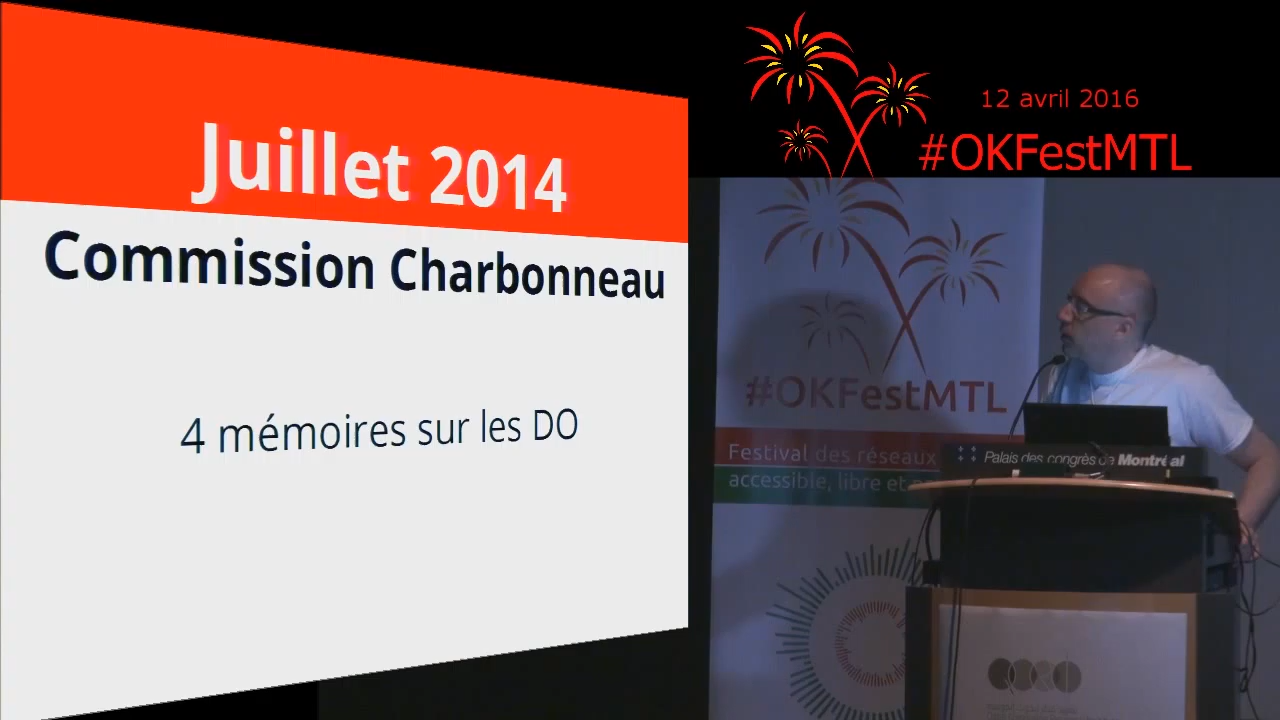 Juillet 2014
Commission Charbonneau
4 mémoires sur les DO
12 avril 2016
#OKFestMTL
#OKFestMTL
Festival des réseaux
accessible, libre et
Palais des congrès de Montréal